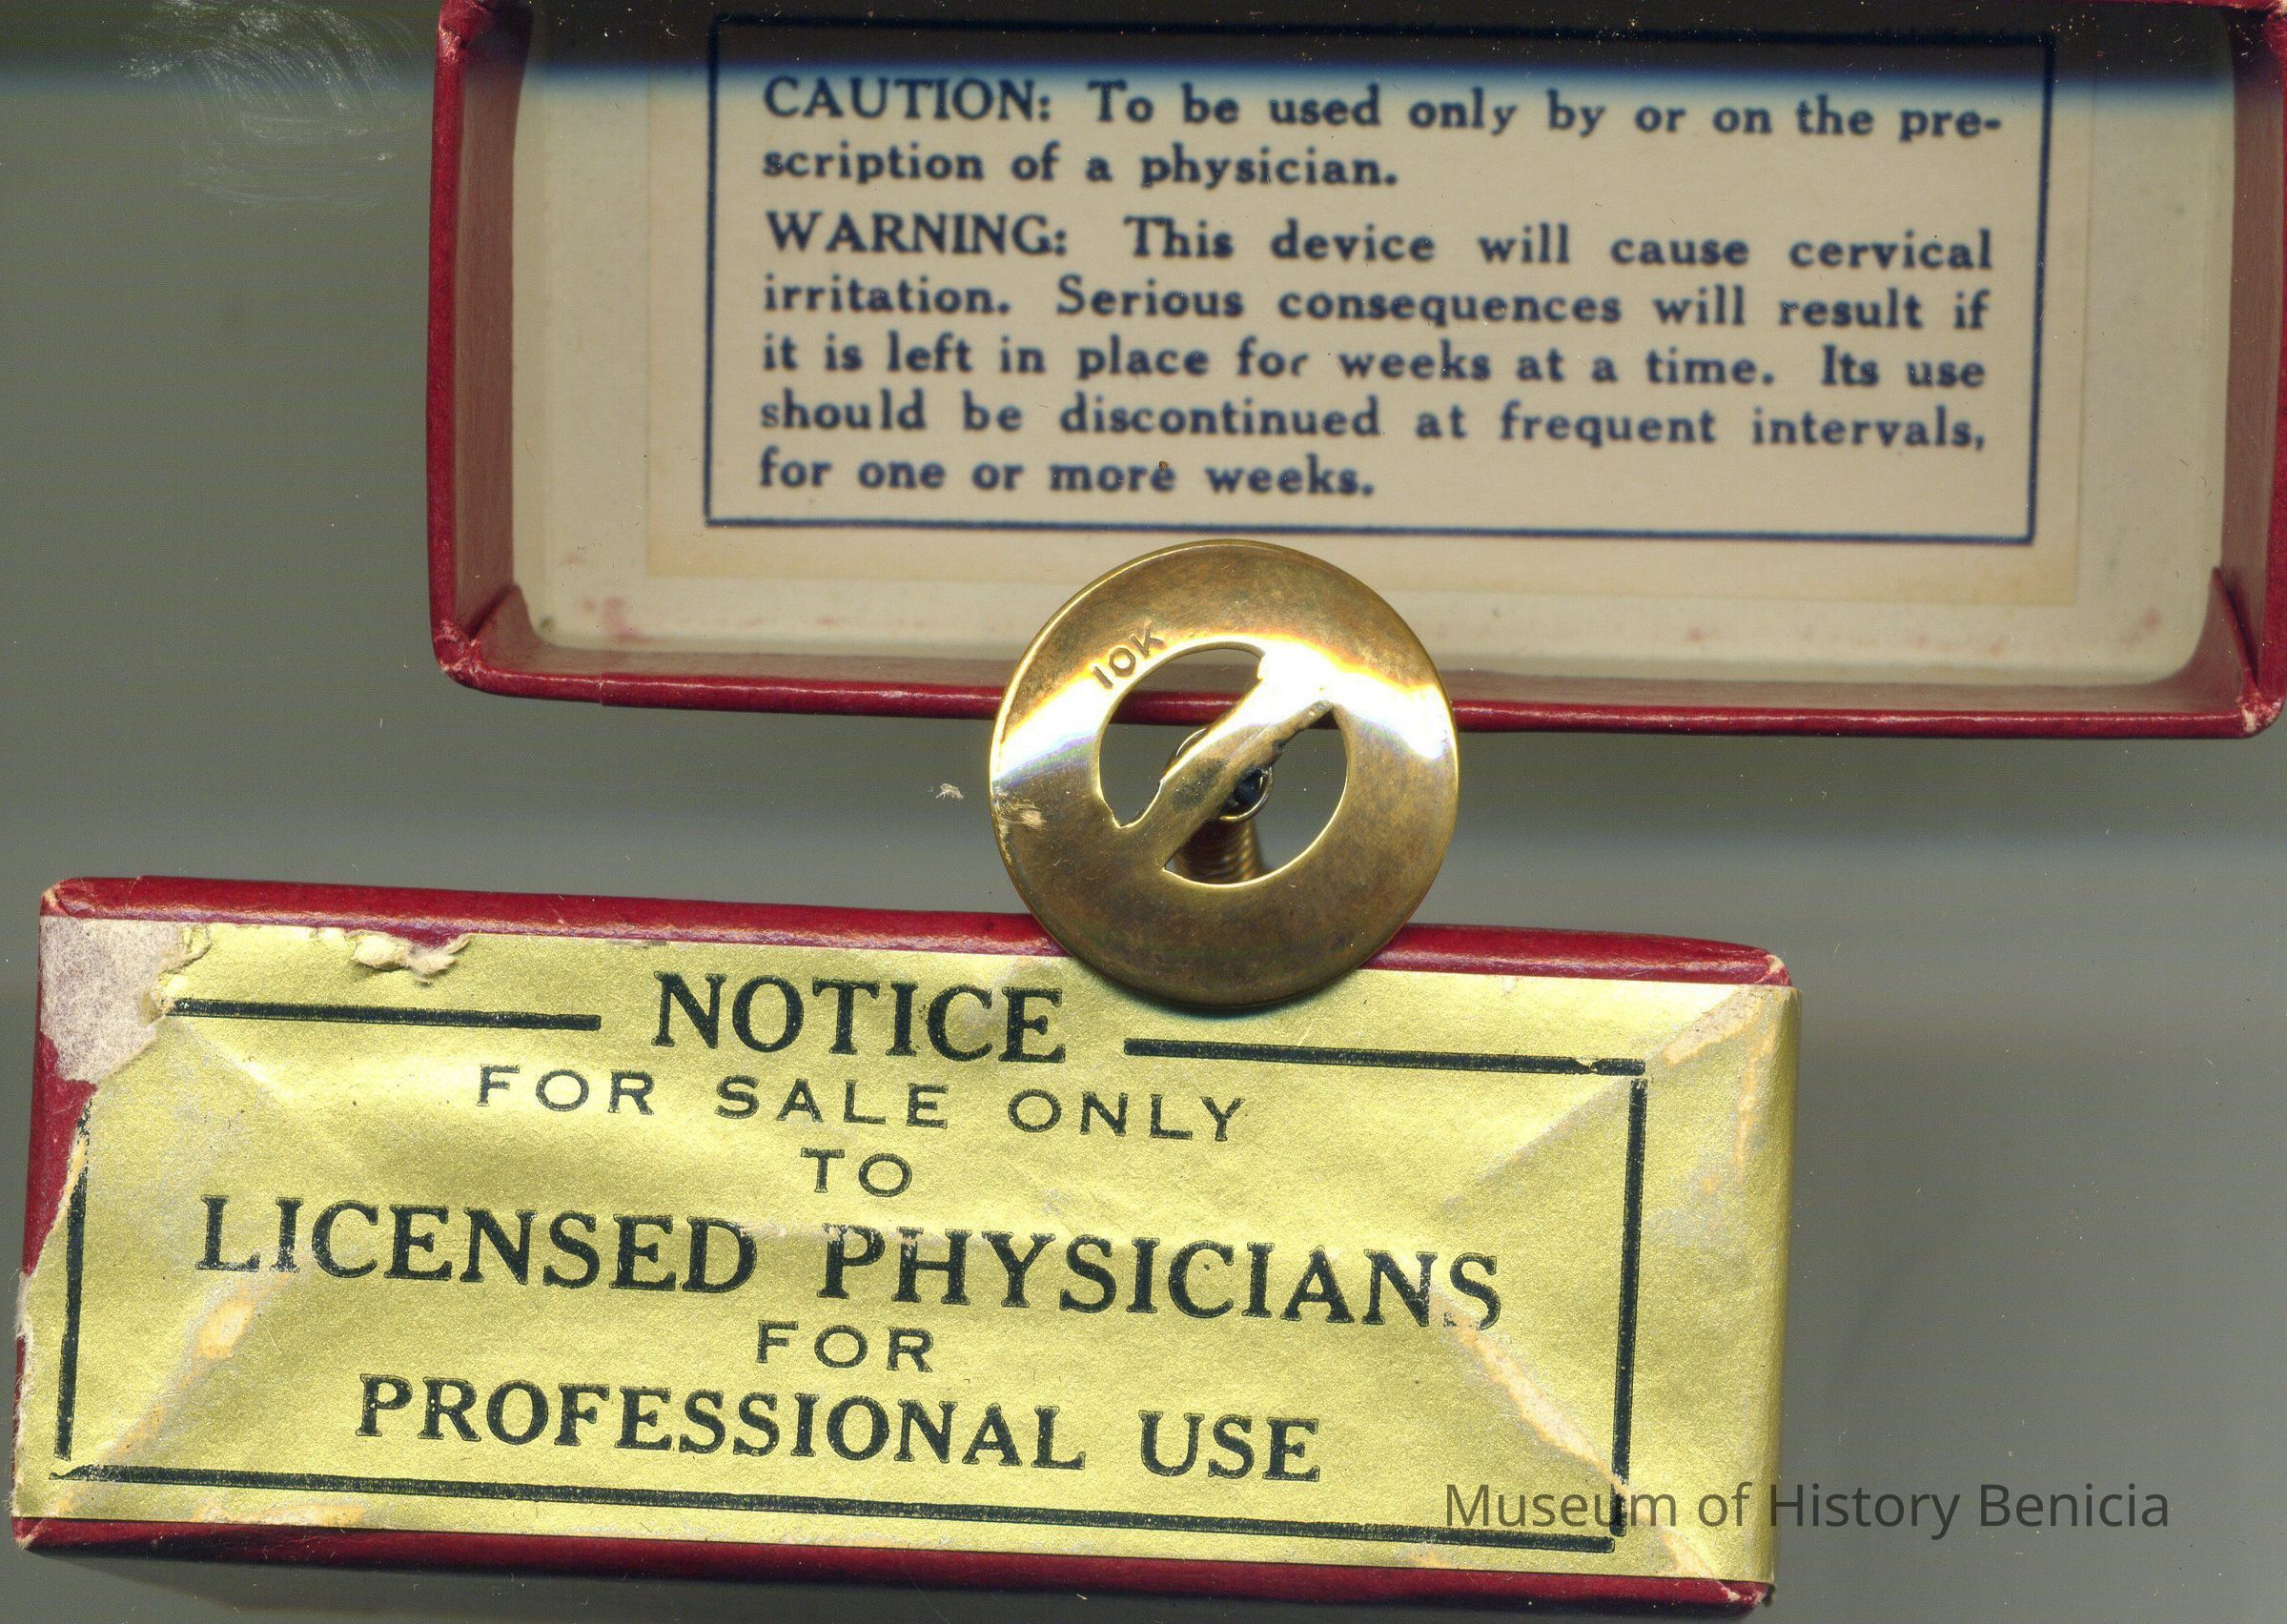 CAUTION: To be used only by or on the pre-
scription of a physician.
WARNING: This device will cause cervical
irritation. Serious consequences will result if
it is left in place for weeks at a time. Its use
should be discontinued at frequent intervals,
for one or more weeks.
10K
NOTICE
FOR SALE ONLY
TO
LICENSED PHYSICIANS
FOR
PROFESSIONAL USE
Museum of History Benicia